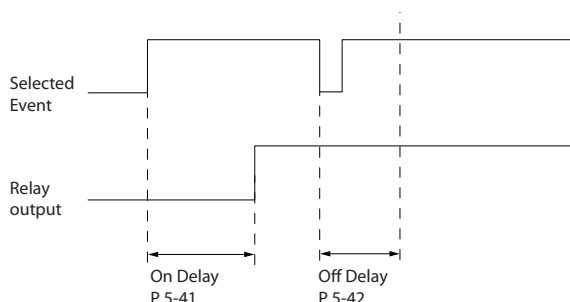 Selected
Event
Relay
output
On Delay
P 5-41
Off Delay
P 5-42